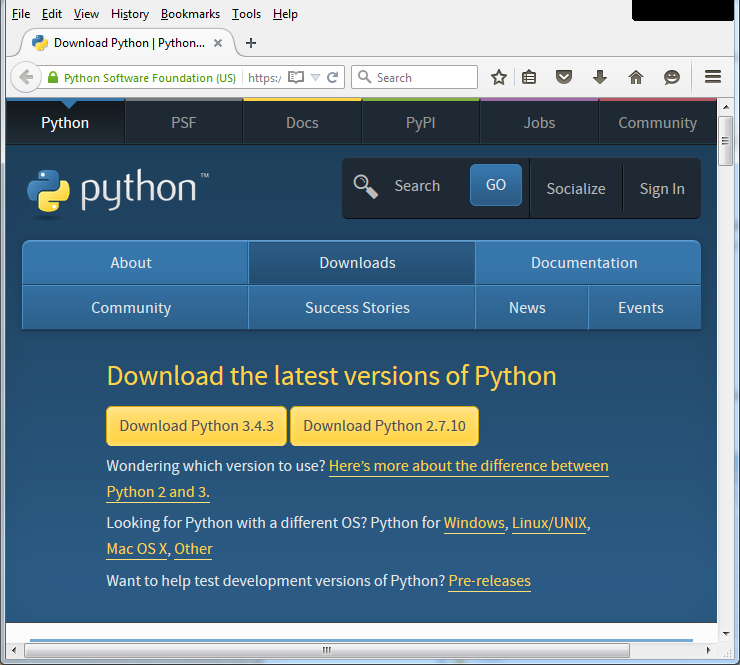 File Edit View History Bookmarks Tools Help
Download Python | Python...
Python Software Foundation (US) https: Search
Python PSF Docs PyPI Jobs Community
python™ Search GO Socialize Sign In
About Downloads Documentation
Community Success Stories News Events
Download the latest versions of Python
Download Python 3.4.3 Download Python 2.7.10
Wondering which version to use? Here's more about the difference between
Python 2 and 3.
Looking for Python with a different OS? Python for Windows, Linux/UNIX,
Mac OS X, Other
Want to help test development versions of Python? Pre-releases